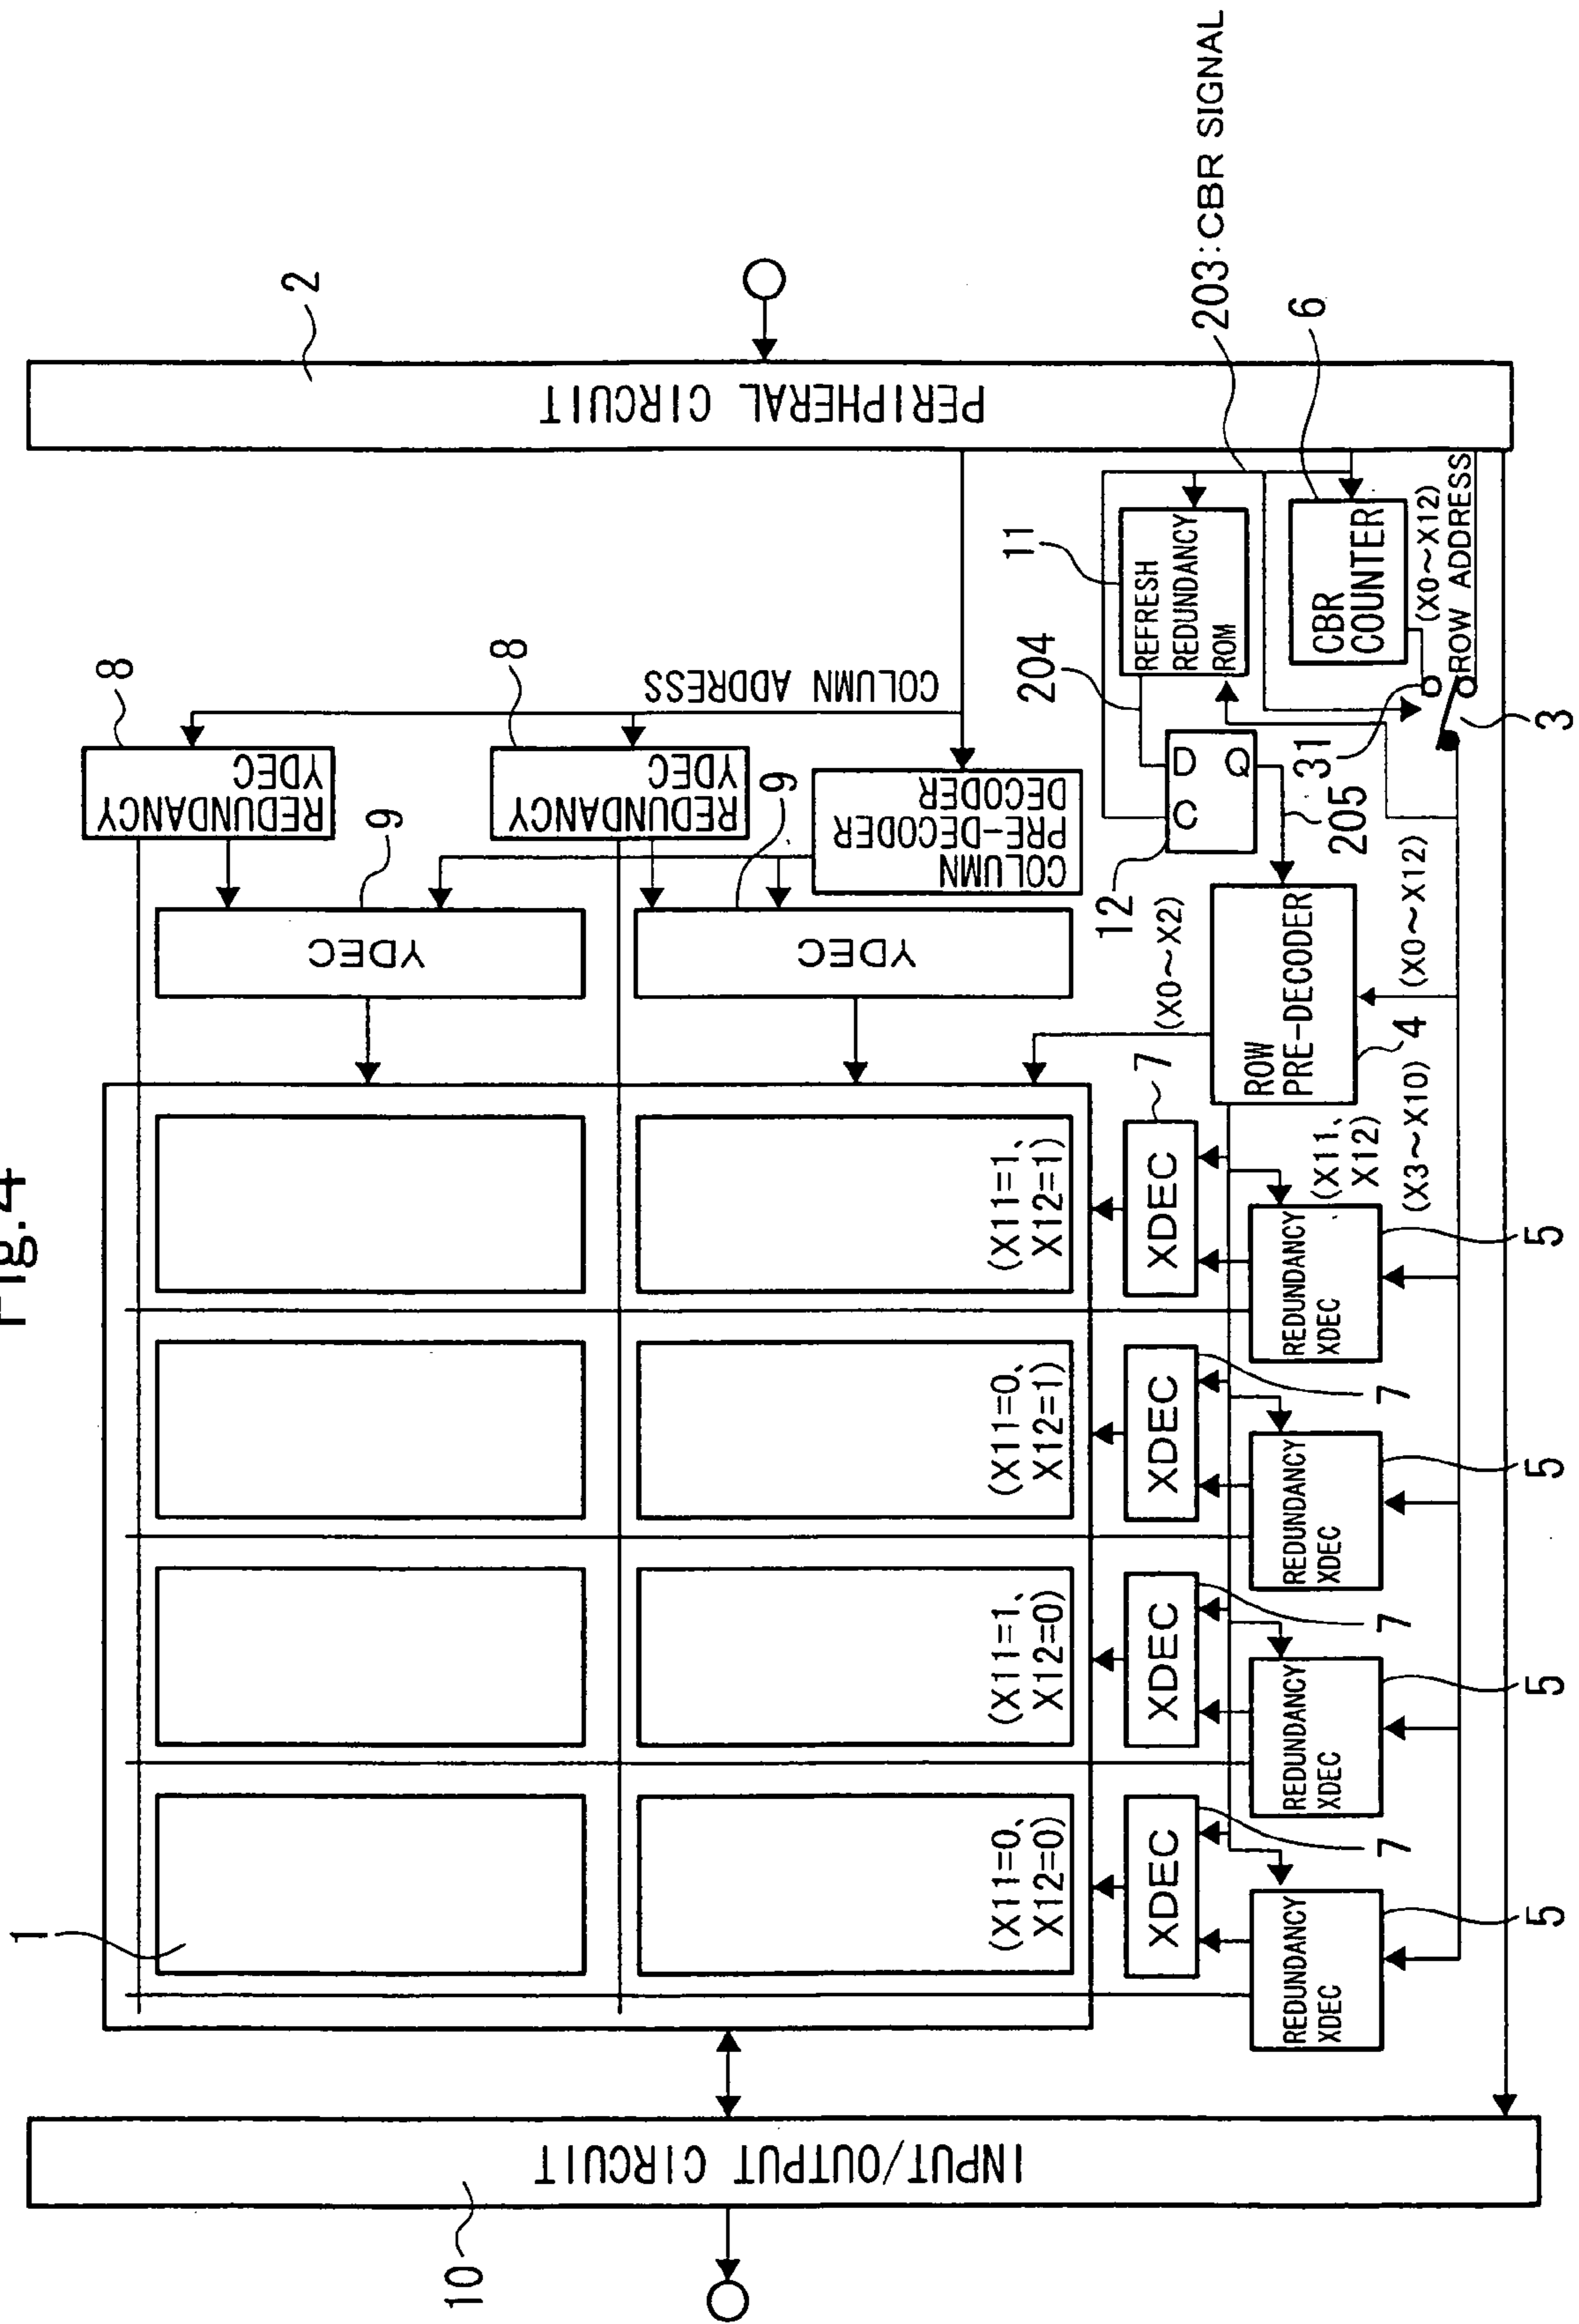 Fig.4
2
PERIPHERAL CIRCUIT
203:CBR SIGNAL
6
CBR
COUNTER
(X0~X12)
ROW ADDRESS
3
31
11
REFRESH
REDUNDANCY
ROM
204
12
D
C
Q
205
8
REDUNDANCY
YDEC
8
REDUNDANCY
YDEC
COLUMN ADDRESS
COLUMN
PRE-DECODER
DECODER
9
YDEC
9
YDEC
(X0~X2)
ROW
PRE-DECODER
4
(X0~X12)
(X3~X10)
(X11、
X12)
1
(X11=0、
X12=0)
(X11=1、
X12=0)
(X11=0、
X12=1)
(X11=1、
X12=1)
XDEC
7
XDEC
7
XDEC
7
XDEC
7
REDUNDANCY
XDEC
5
REDUNDANCY
XDEC
5
REDUNDANCY
XDEC
5
REDUNDANCY
XDEC
5
INPUT/OUTPUT CIRCUIT
10